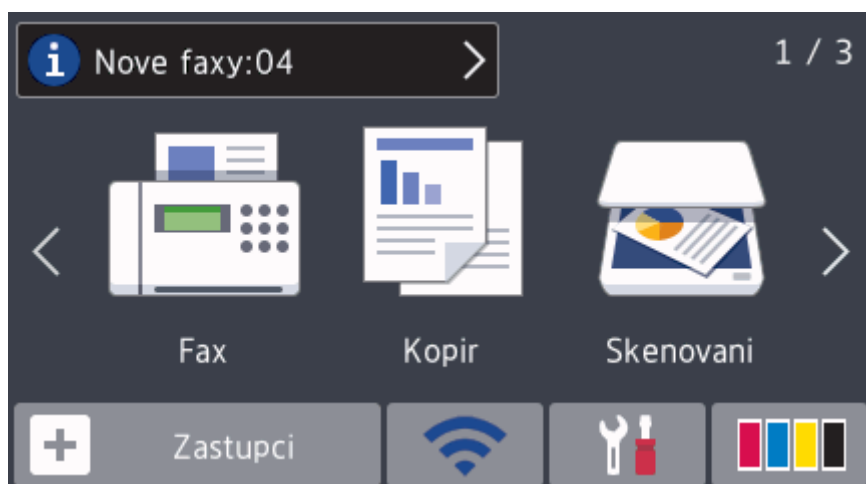 Nove faxy:04
1 / 3
Fax
Kopir
Skenovani
Zastupci